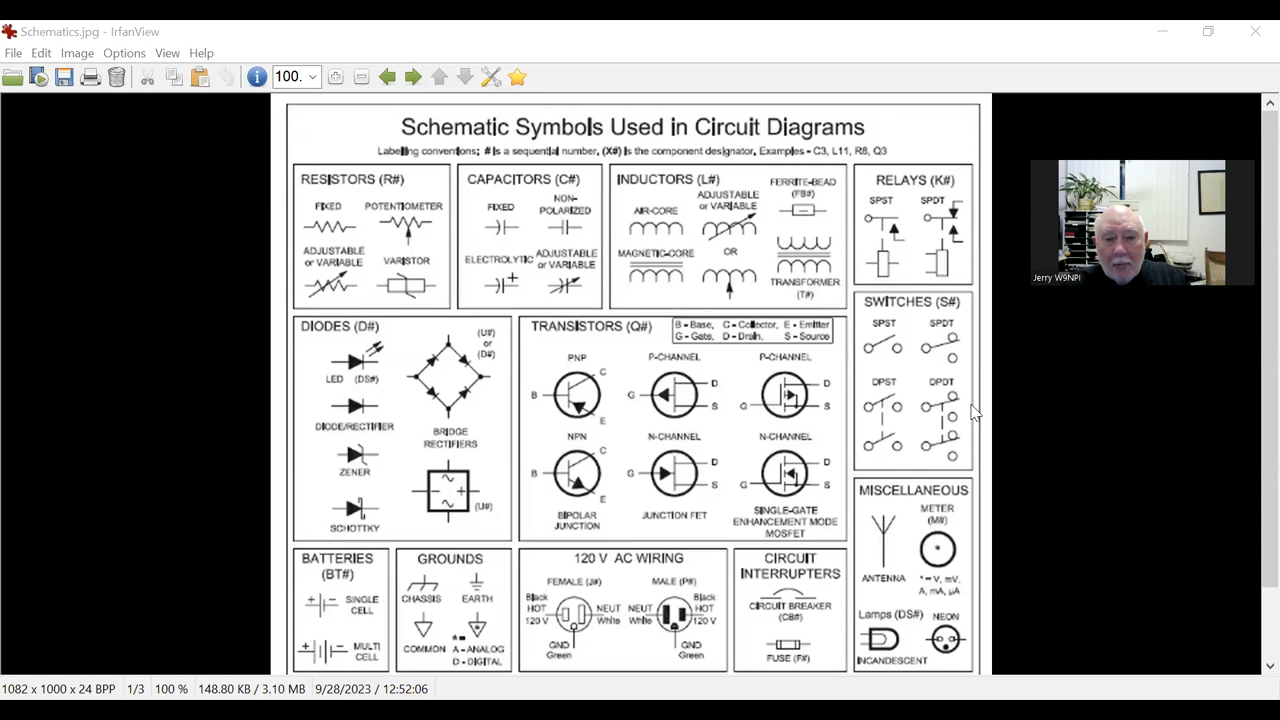 Schematics.jpg - IrfanView
File Edit Image Options View Help
100.
Schematic Symbols Used in Circuit Diagrams
Labelling conventions; # is a sequential number, (X#) is the component designator, Examples - C3, L11, R8, Q3
RESISTORS (R#)
FIXED
POTENTIOMETER
ADJUSTABLE
or VARIABLE
VARISTOR
CAPACITORS (C#)
FIXED
NON-
POLARIZED
ELECTROLYTIC
ADJUSTABLE
or VARIABLE
+
INDUCTORS (L#)
AIR-CORE
ADJUSTABLE
or VARIABLE
FERRITE-BEAD
(FB#)
MAGNETIC-CORE
OR
TRANSFORMER
(T#)
RELAYS (K#)
SPST SPDT
Jerry W9NPI
SWITCHES (S#)
SPST SPDT
DPST DPDT
DIODES (D#)
(U#)
or
(D#)
LED (DS#)
DIODE/RECTIFIER
BRIDGE
RECTIFIERS
ZENER
+
(U#)
SCHOTTKY
TRANSISTORS (Q#)
B - Base, C - Collector, E - Emitter
G - Gate, D - Drain, S - Source
PNP P-CHANNEL P-CHANNEL
C
B
E
G D
S
D
G S
NPN N-CHANNEL N-CHANNEL
C
B
E
G D
S
D
G S
BIPOLAR
JUNCTION
JUNCTION FET
SINGLE-GATE
ENHANCEMENT MODE
MOSFET
MISCELLANEOUS
METER
(M#)
*
ANTENNA
* = V, mV,
A, mA, µA
Lamps (DS#) NEON
INCANDESCENT
BATTERIES
(BT#)
+
SINGLE
CELL
+
MULTI
CELL
GROUNDS
CHASSIS EARTH
*
COMMON
* =
A - ANALOG
D - DIGITAL
120 V AC WIRING
FEMALE (J#) MALE (P#)
Black
HOT
120 V
NEUT
White
NEUT
White
Black
HOT
120 V
GND
Green
GND
Green
CIRCUIT
INTERRUPTERS
CIRCUIT BREAKER
(CB#)
FUSE (F#)
1082 x 1000 x 24 BPP 1/3 100 % 148.80 KB / 3.10 MB 9/28/2023 / 12:52:06